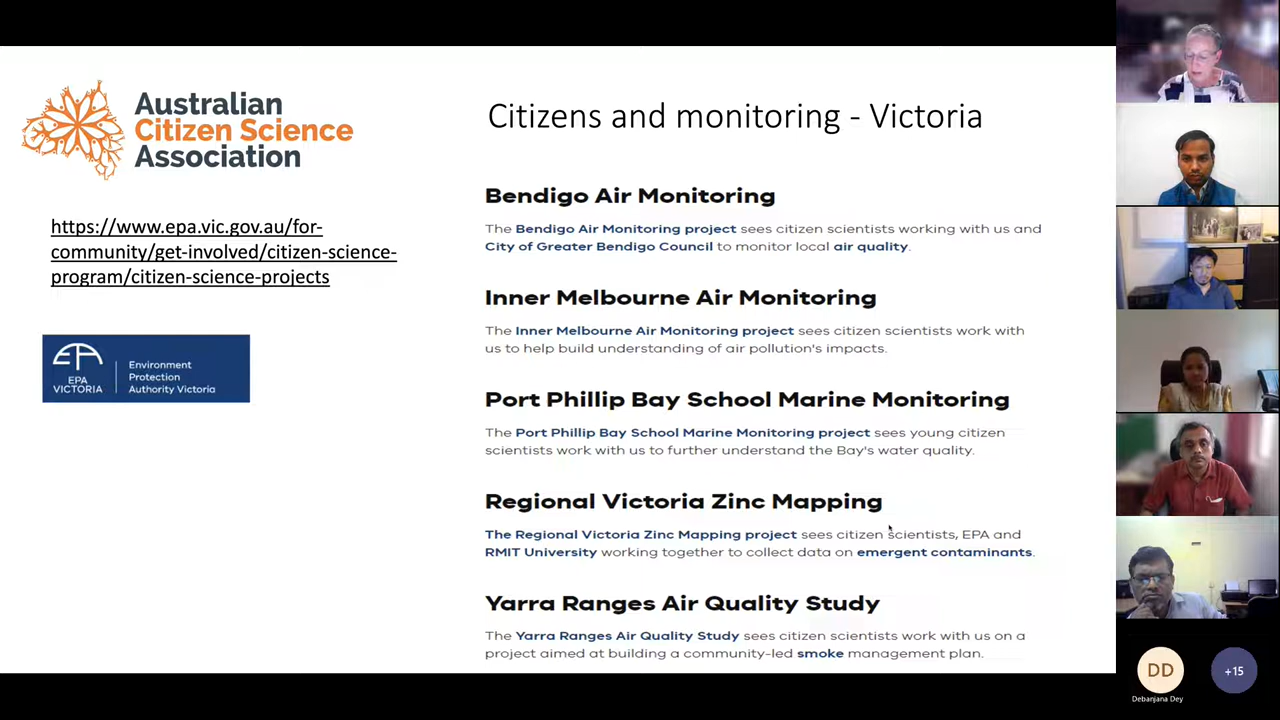 Australian
Citizen Science
Association
https://www.epa.vic.gov.au/for-
community/get-involved/citizen-science-
program/citizen-science-projects
EPA
VICTORIA
Environment
Protection
Authority Victoria
Citizens and monitoring - Victoria
Bendigo Air Monitoring
The Bendigo Air Monitoring project sees citizen scientists working with us and
City of Greater Bendigo Council to monitor local air quality.
Inner Melbourne Air Monitoring
The Inner Melbourne Air Monitoring project sees citizen scientists work with
us to help build understanding of air pollution's impacts.
Port Phillip Bay School Marine Monitoring
The Port Phillip Bay School Marine Monitoring project sees young citizen
scientists work with us to further understand the Bay's water quality.
Regional Victoria Zinc Mapping
The Regional Victoria Zinc Mapping project sees citizen scientists, EPA and
RMIT University working together to collect data on emergent contaminants.
Yarra Ranges Air Quality Study
The Yarra Ranges Air Quality Study sees citizen scientists work with us on a
project aimed at building a community-led smoke management plan.
DD
Debanjana Dey
+15